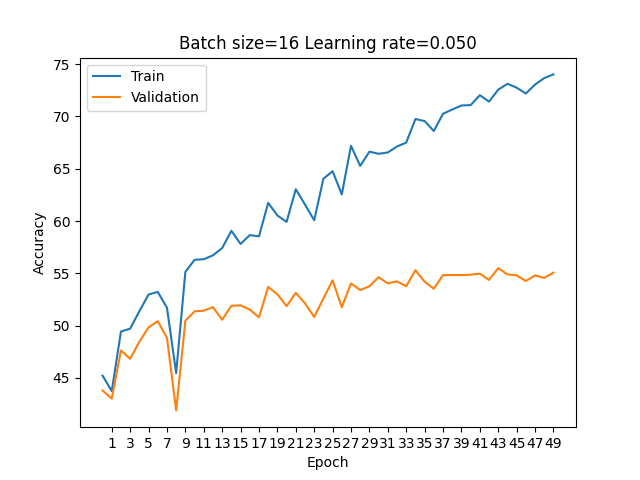 Batch size=16 Learning rate=0.050
Train
Validation
75
70
65
60
55
50
45
Accuracy
1 3 5 7 9 11 13 15 17 19 21 23 25 27 29 31 33 35 37 39 41 43 45 47 49
Epoch